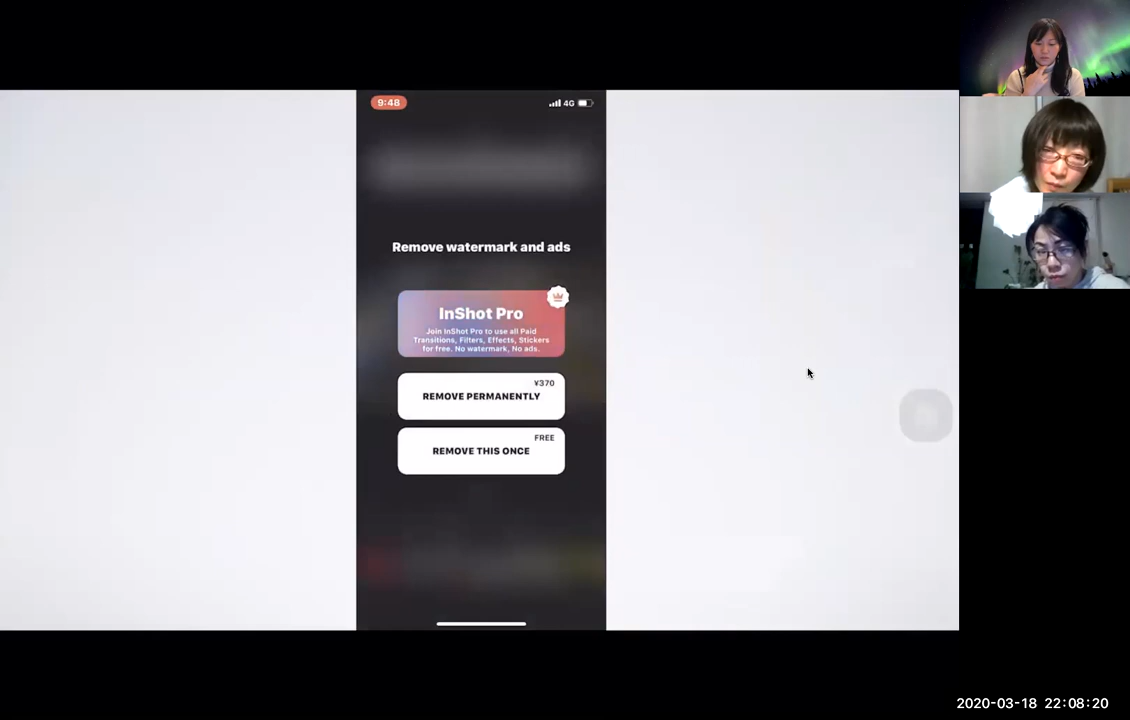 9:48
4G
Remove watermark and ads
InShot Pro
Join InShot Pro to use all Paid
Transitions, Filters, Effects, Stickers
for free. No watermark, No ads.
¥370
REMOVE PERMANENTLY
FREE
REMOVE THIS ONCE
2020-03-18 22:08:20